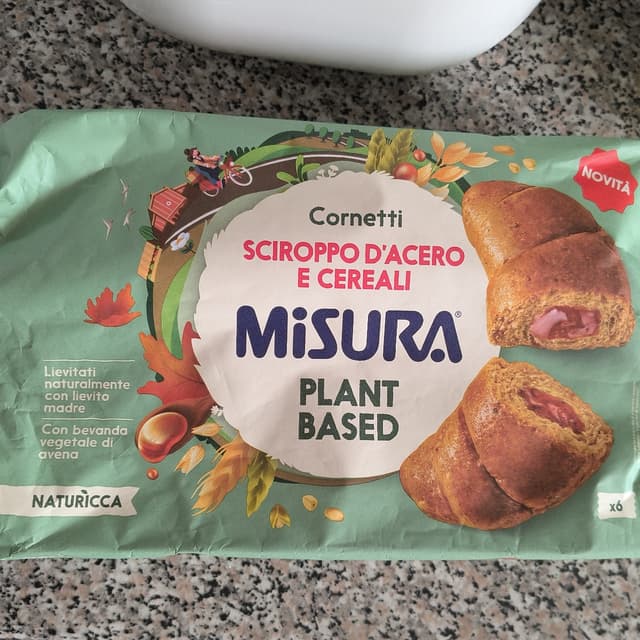 NOVITÀ
Cornetti
SCIROPPO D'ACERO
E CEREALI
MiSURA®
PLANT
BASED
Lievitati
naturalmente
con lievito
madre
Con bevanda
vegetale di
avena
NATURÌCCA
x6